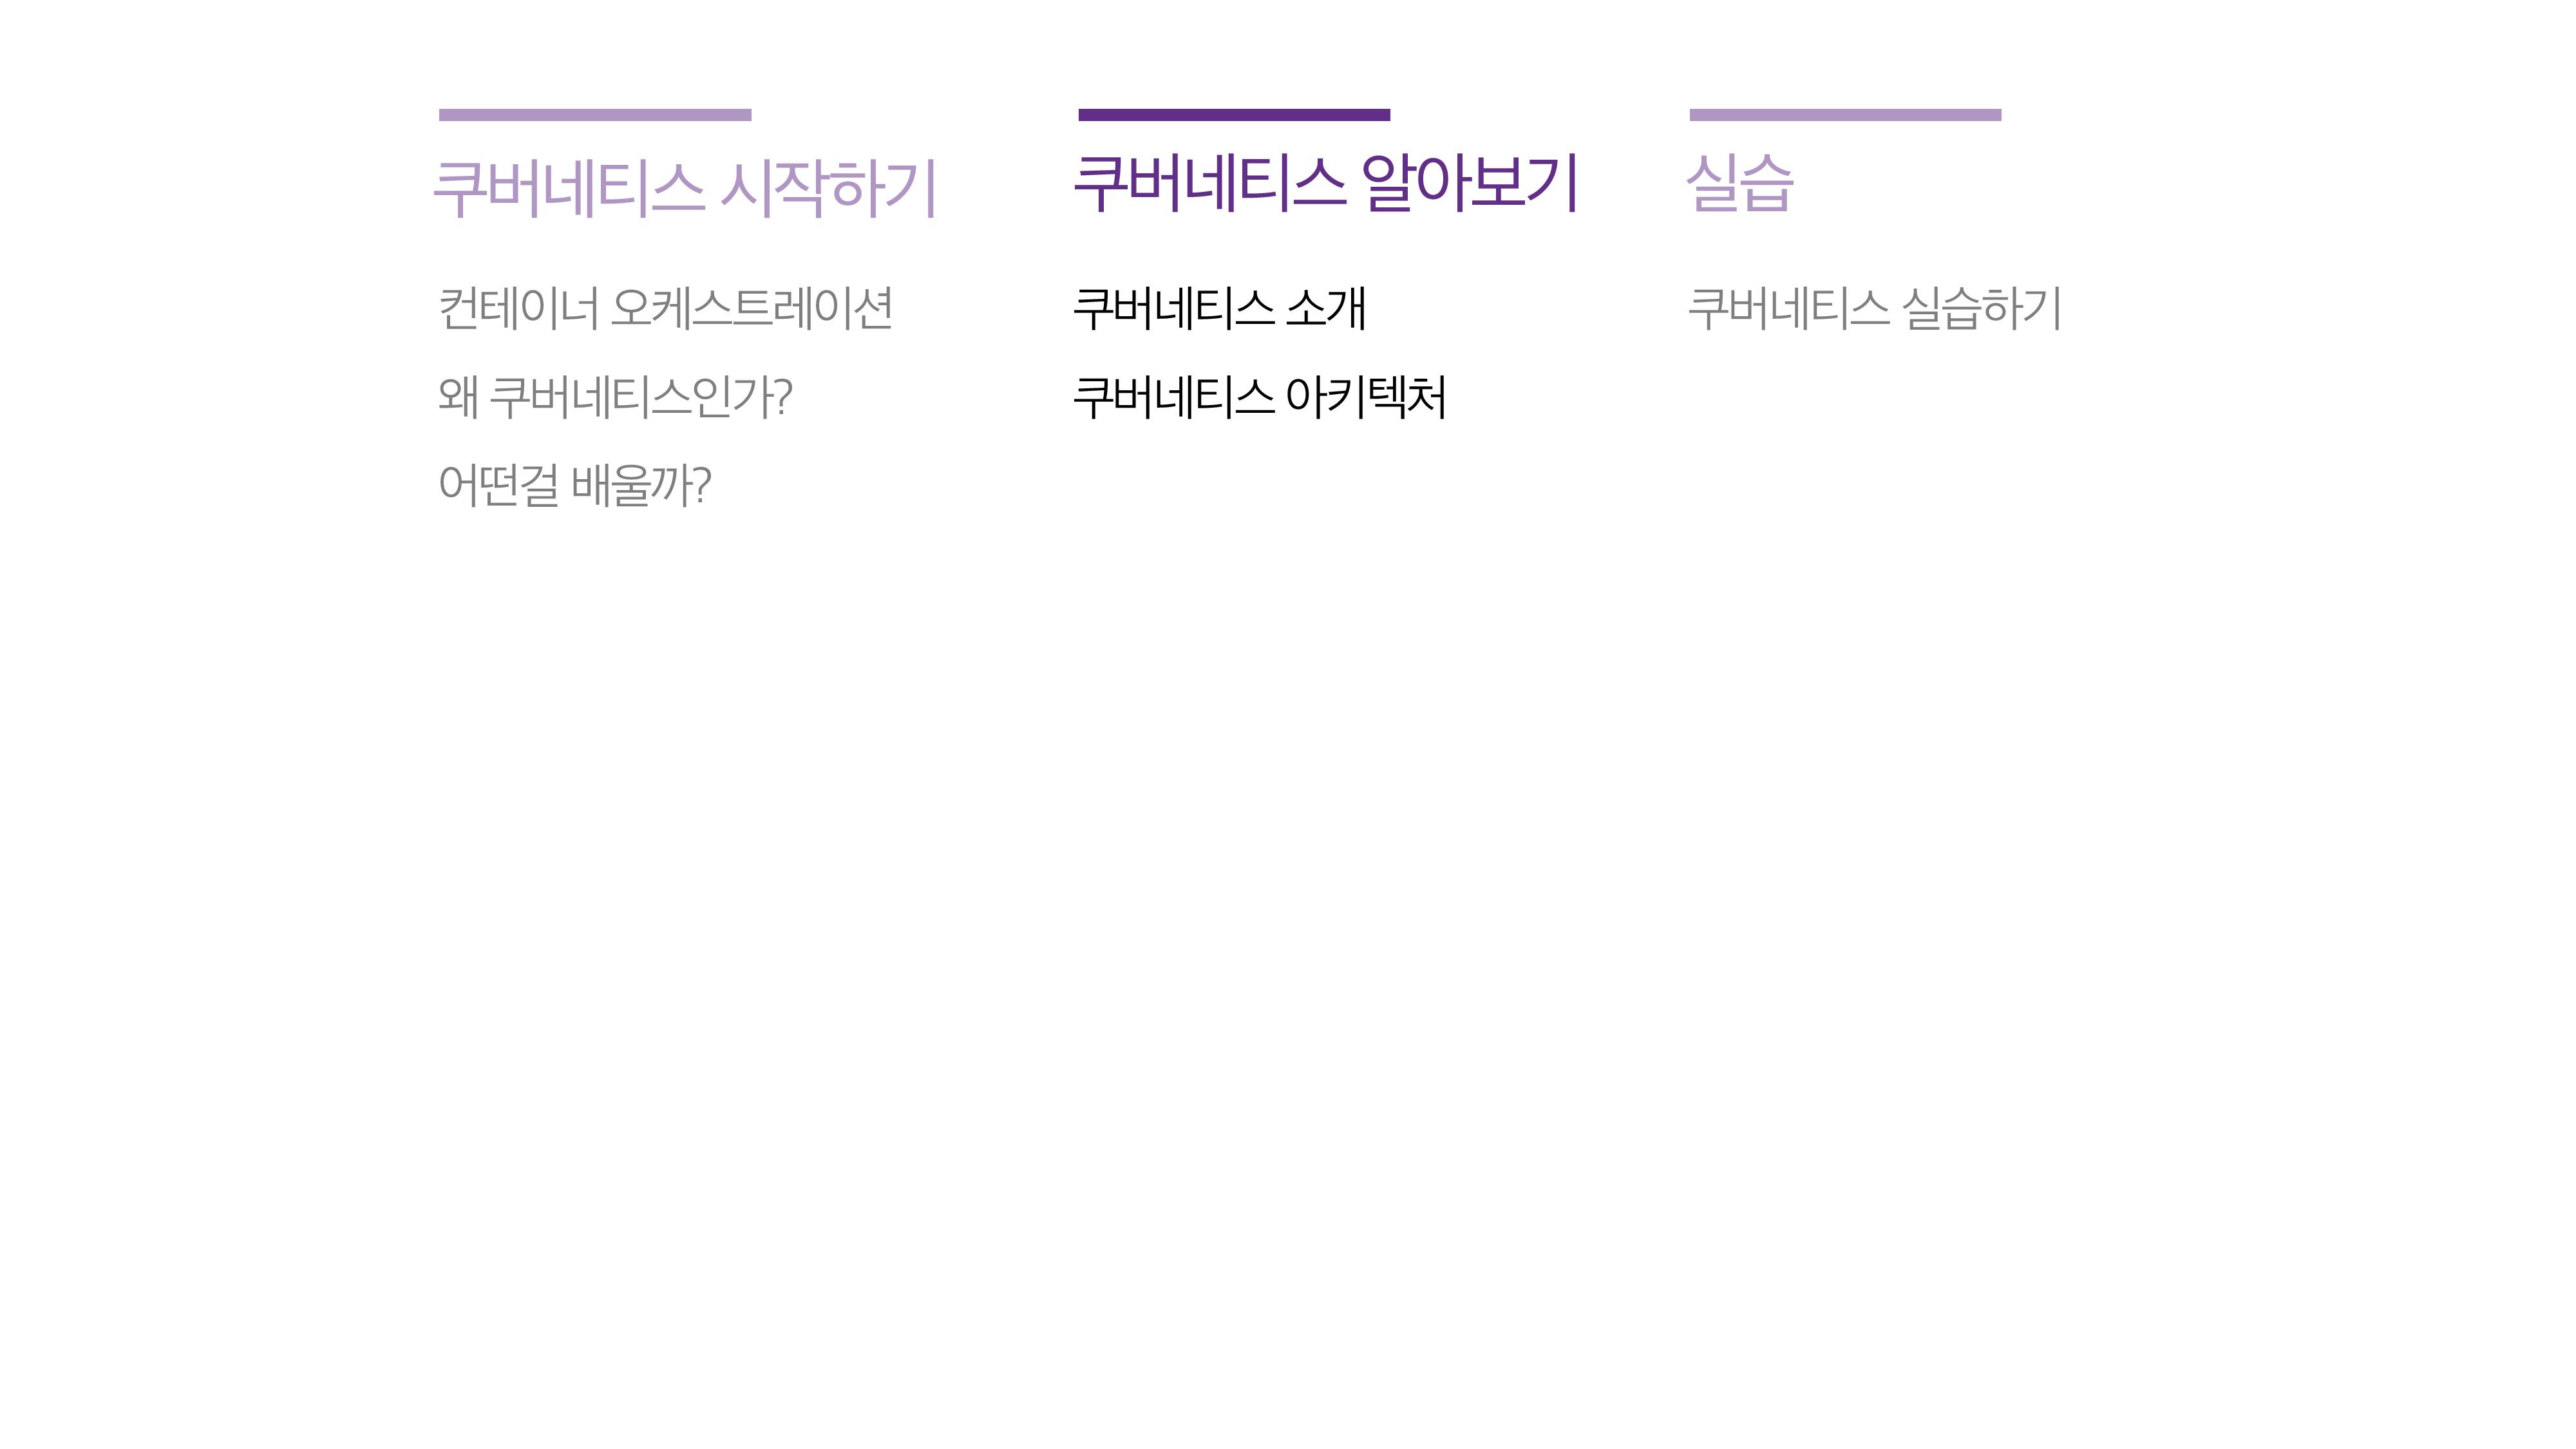 쿠버네티스 시작하기
컨테이너 오케스트레이션
왜 쿠버네티스인가?
어떤걸 배울까?
쿠버네티스 알아보기
쿠버네티스 소개
쿠버네티스 아키텍처
실습
쿠버네티스 실습하기